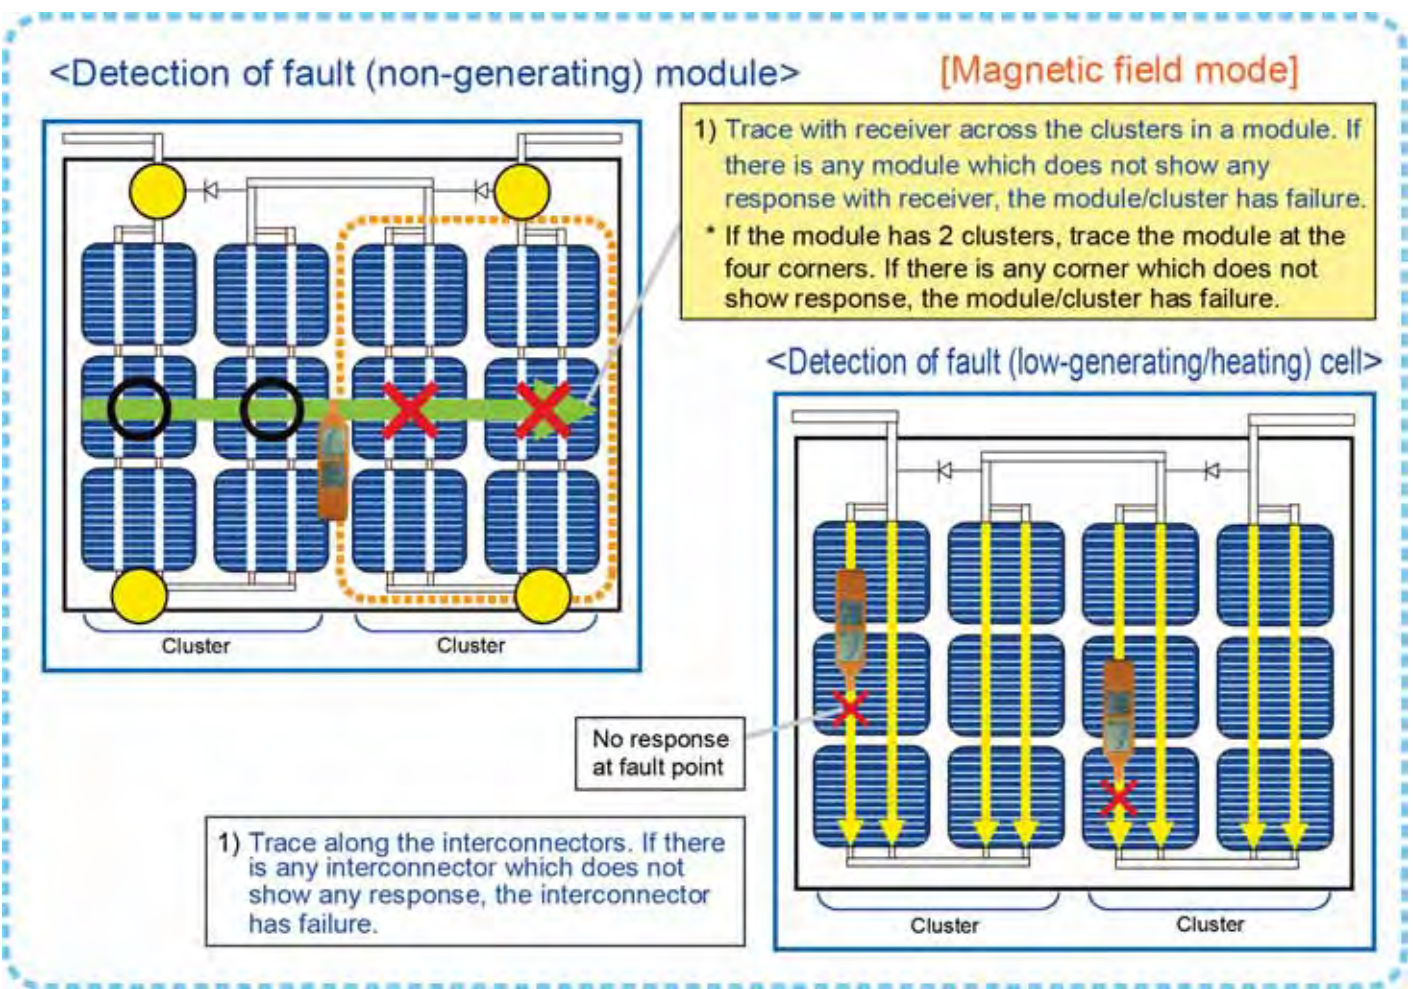 <Detection of fault (non-generating) module>
[Magnetic field mode]
1) Trace with receiver across the clusters in a module. If
there is any module which does not show any
response with receiver, the module/cluster has failure.
* If the module has 2 clusters, trace the module at the
four corners. If there is any corner which does not
show response, the module/cluster has failure.
Cluster
Cluster
<Detection of fault (low-generating/heating) cell>
No response
at fault point
1) Trace along the interconnectors. If there
is any interconnector which does not
show any response, the interconnector
has failure.
Cluster
Cluster